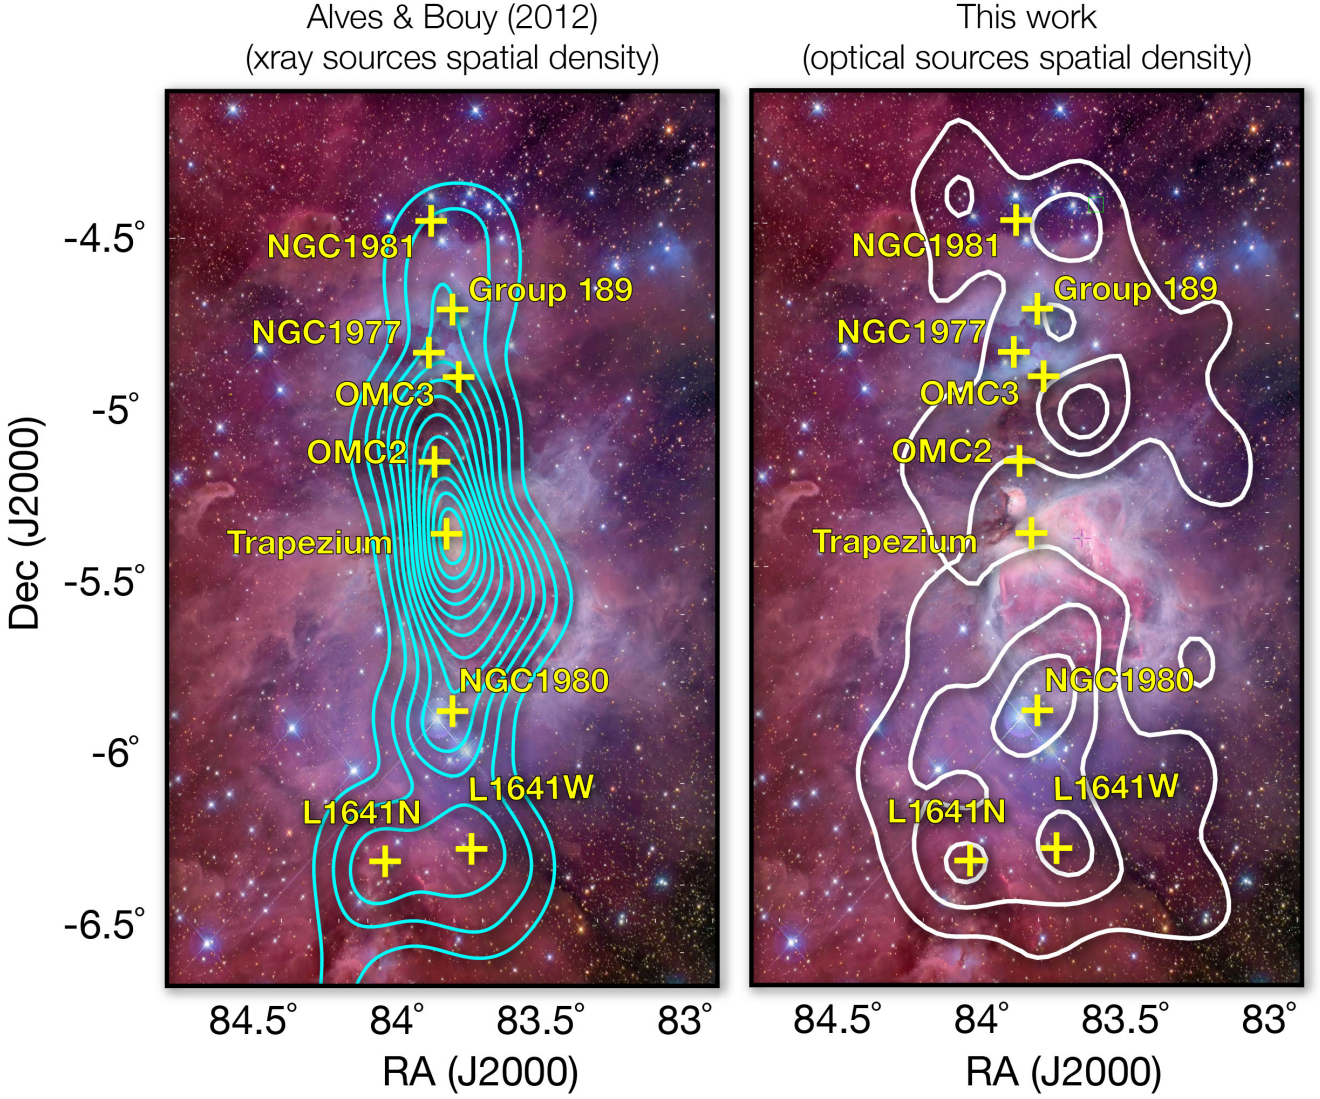 Alves & Bouy (2012)
(xray sources spatial density)
This work
(optical sources spatial density)
Dec (J2000)
-4.5°
-5°
-5.5°
-6°
-6.5°
NGC1981
Group 189
NGC1977
OMC3
OMC2
Trapezium
NGC1980
L1641W
L1641N
84.5°
84°
83.5°
83°
RA (J2000)
NGC1981
Group 189
NGC1977
OMC3
OMC2
Trapezium
NGC1980
L1641W
L1641N
84.5°
84°
83.5°
83°
RA (J2000)